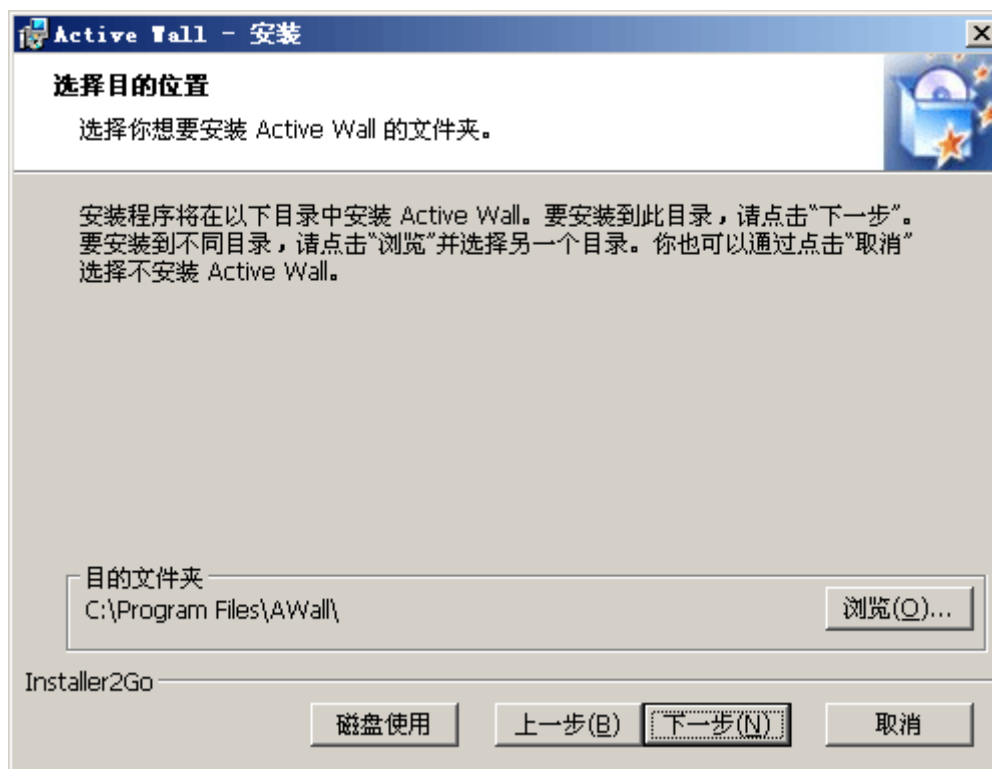 Active Wall - 安装
选择目的位置
选择你想要安装 Active Wall 的文件夹。
安装程序将在以下目录中安装 Active Wall。要安装到此目录，请点击“下一步”。
要安装到不同目录，请点击“浏览”并选择另一个目录。你也可以通过点击“取消”
选择不安装 Active Wall。
目的文件夹
C:\Program Files\AWall\
浏览(O)...
Installer2Go
磁盘使用
上一步(B)
下一步(N)
取消